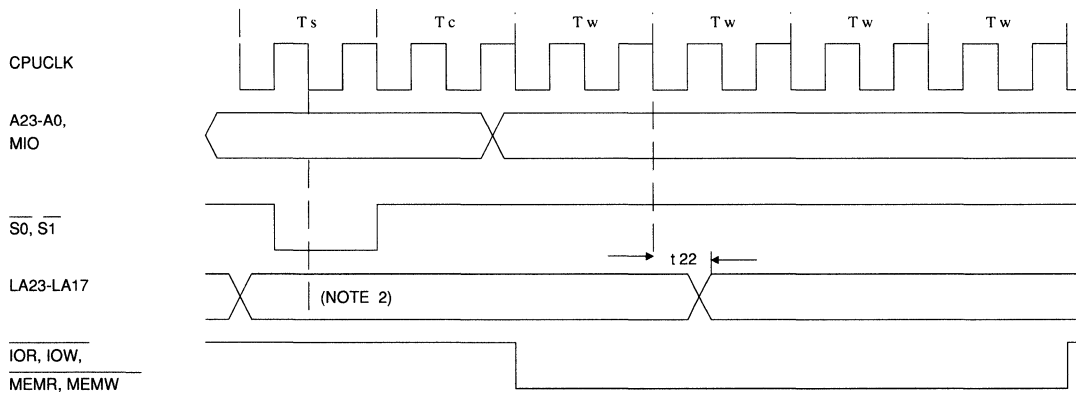 Ts Tc Tw Tw Tw Tw
CPUCLK
A23-A0,
MIO
S0, S1
t 22
LA23-LA17
(NOTE 2)
IOR, IOW,
MEMR, MEMW